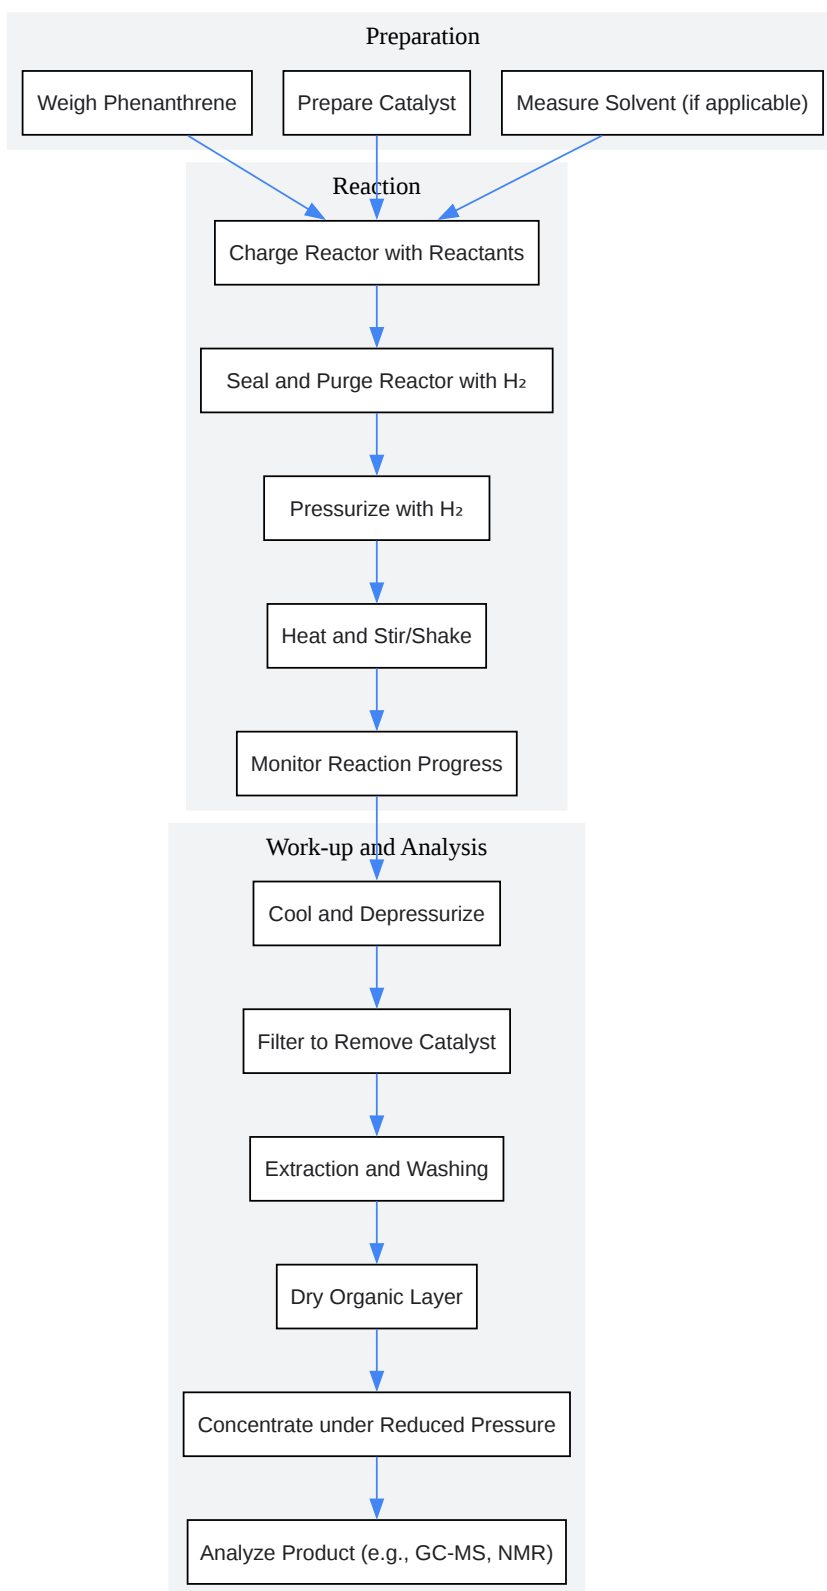 Preparation
Weigh Phenanthrene
Prepare Catalyst
Measure Solvent (if applicable)
Reaction
Charge Reactor with Reactants
Seal and Purge Reactor with H₂
Pressurize with H₂
Heat and Stir/Shake
Monitor Reaction Progress
Work-up and Analysis
Cool and Depressurize
Filter to Remove Catalyst
Extraction and Washing
Dry Organic Layer
Concentrate under Reduced Pressure
Analyze Product (e.g., GC-MS, NMR)